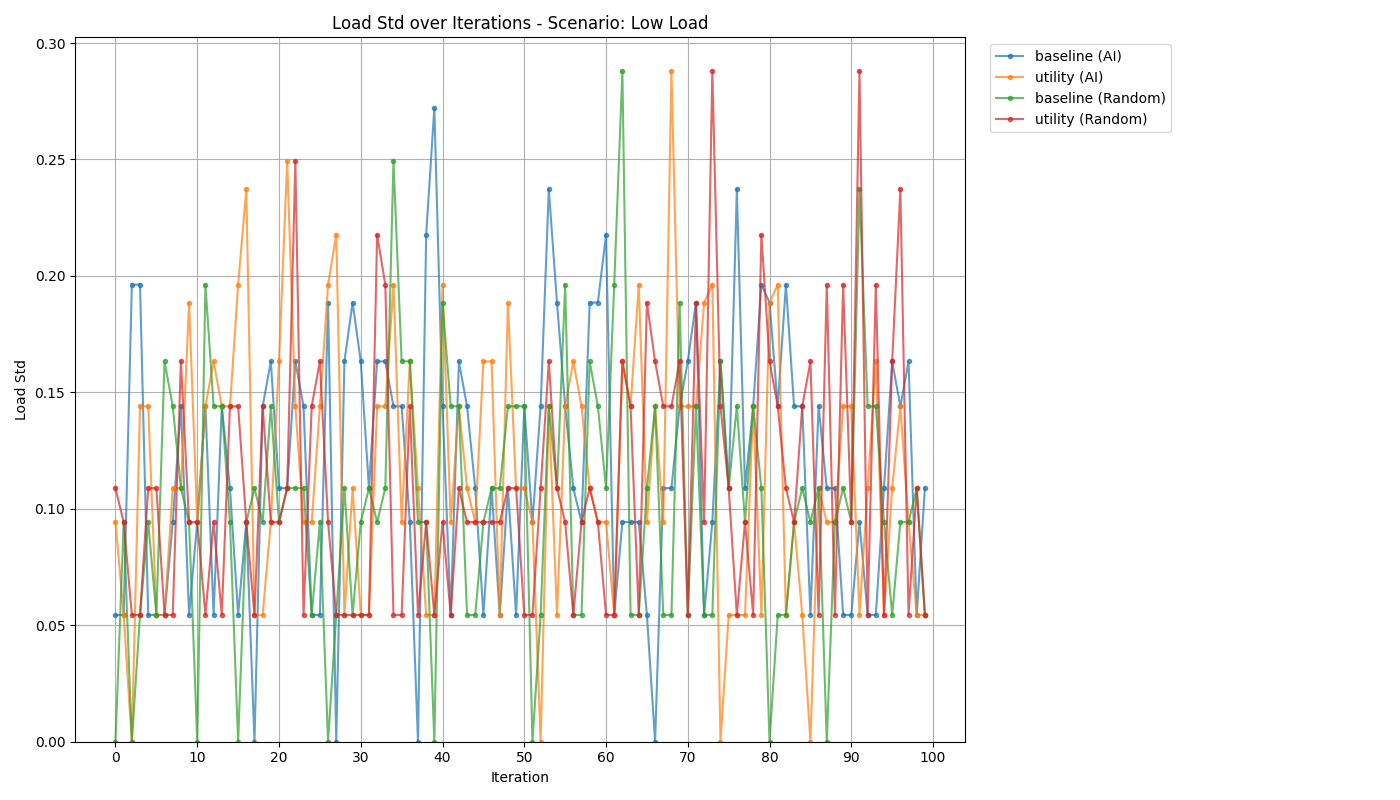 Load Std over Iterations - Scenario: Low Load
baseline (AI)
utility (AI)
baseline (Random)
utility (Random)
Load Std
0.30
0.25
0.20
0.15
0.10
0.05
0.00
0 10 20 30 40 50 60 70 80 90 100
Iteration